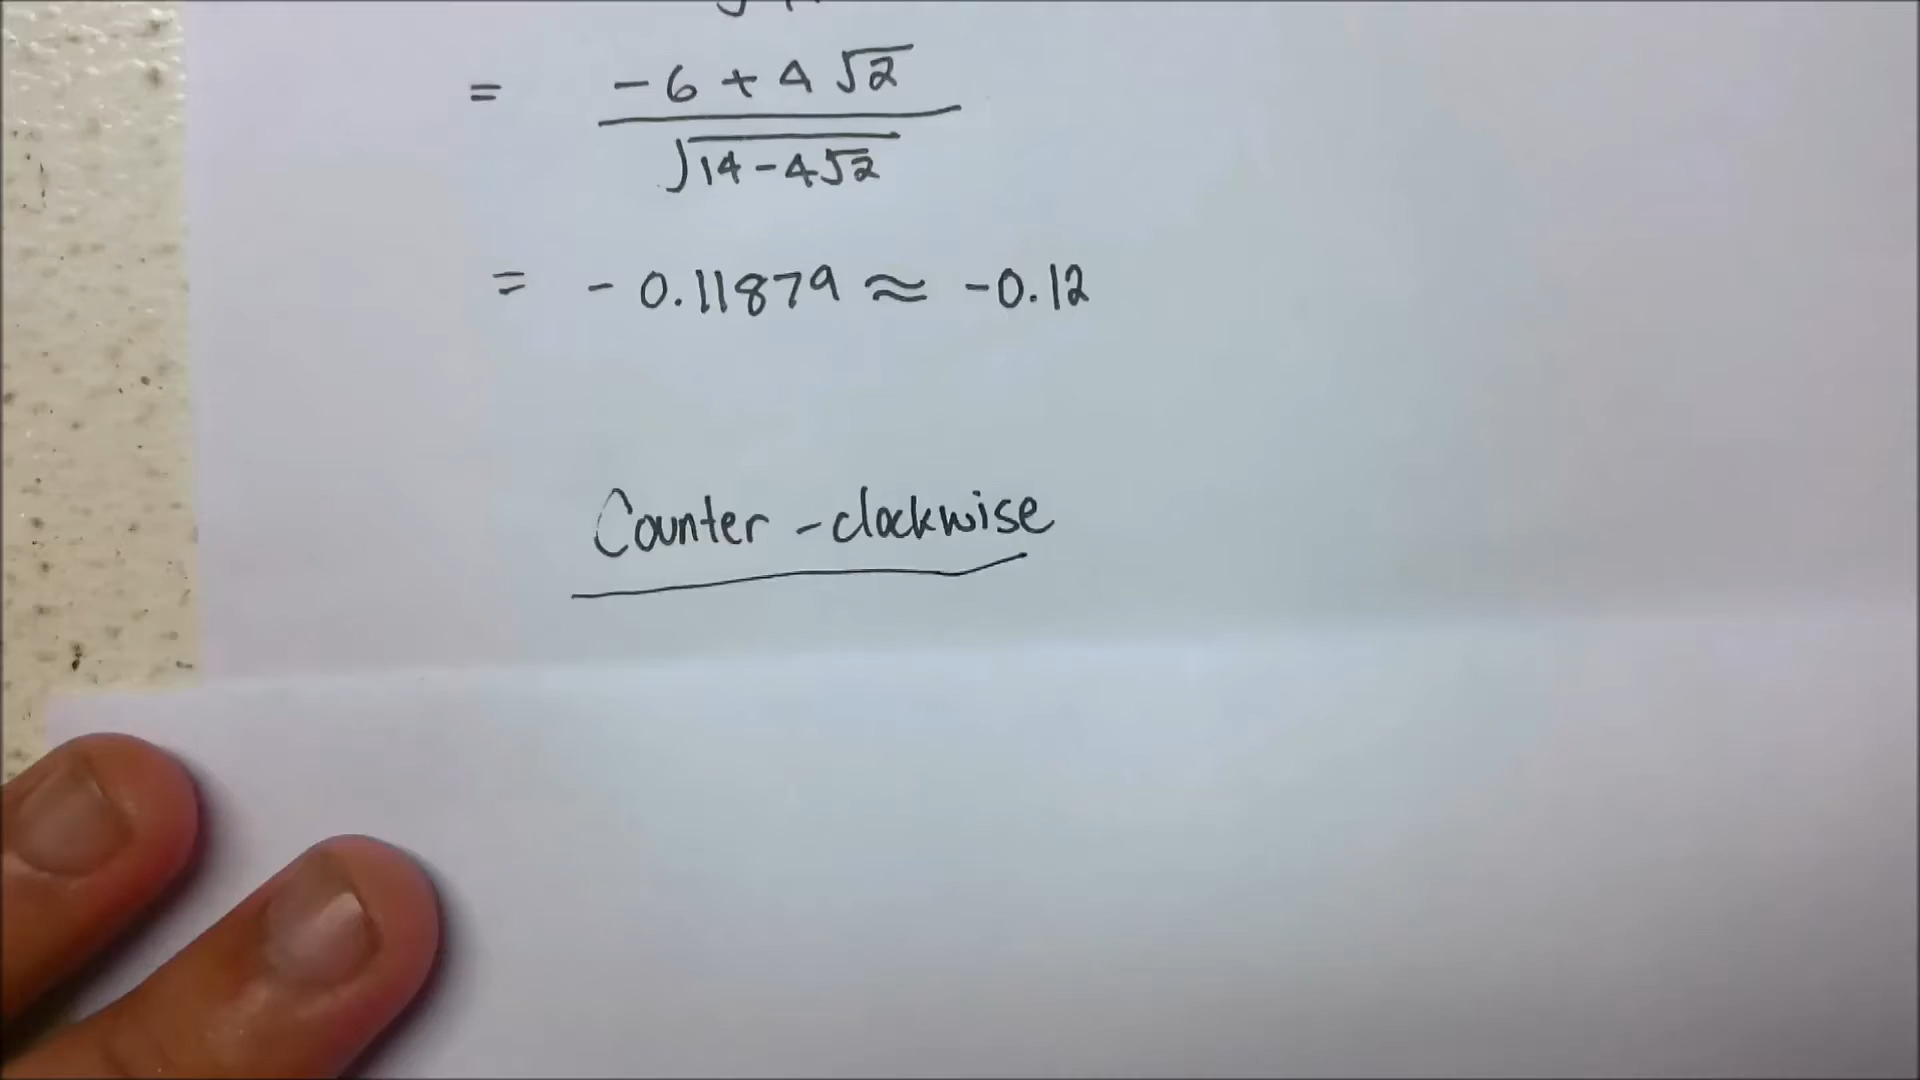 = (-6 + 4√2) / √(14 - 4√2)
= -0.11879 ≈ -0.12
Counter-clockwise